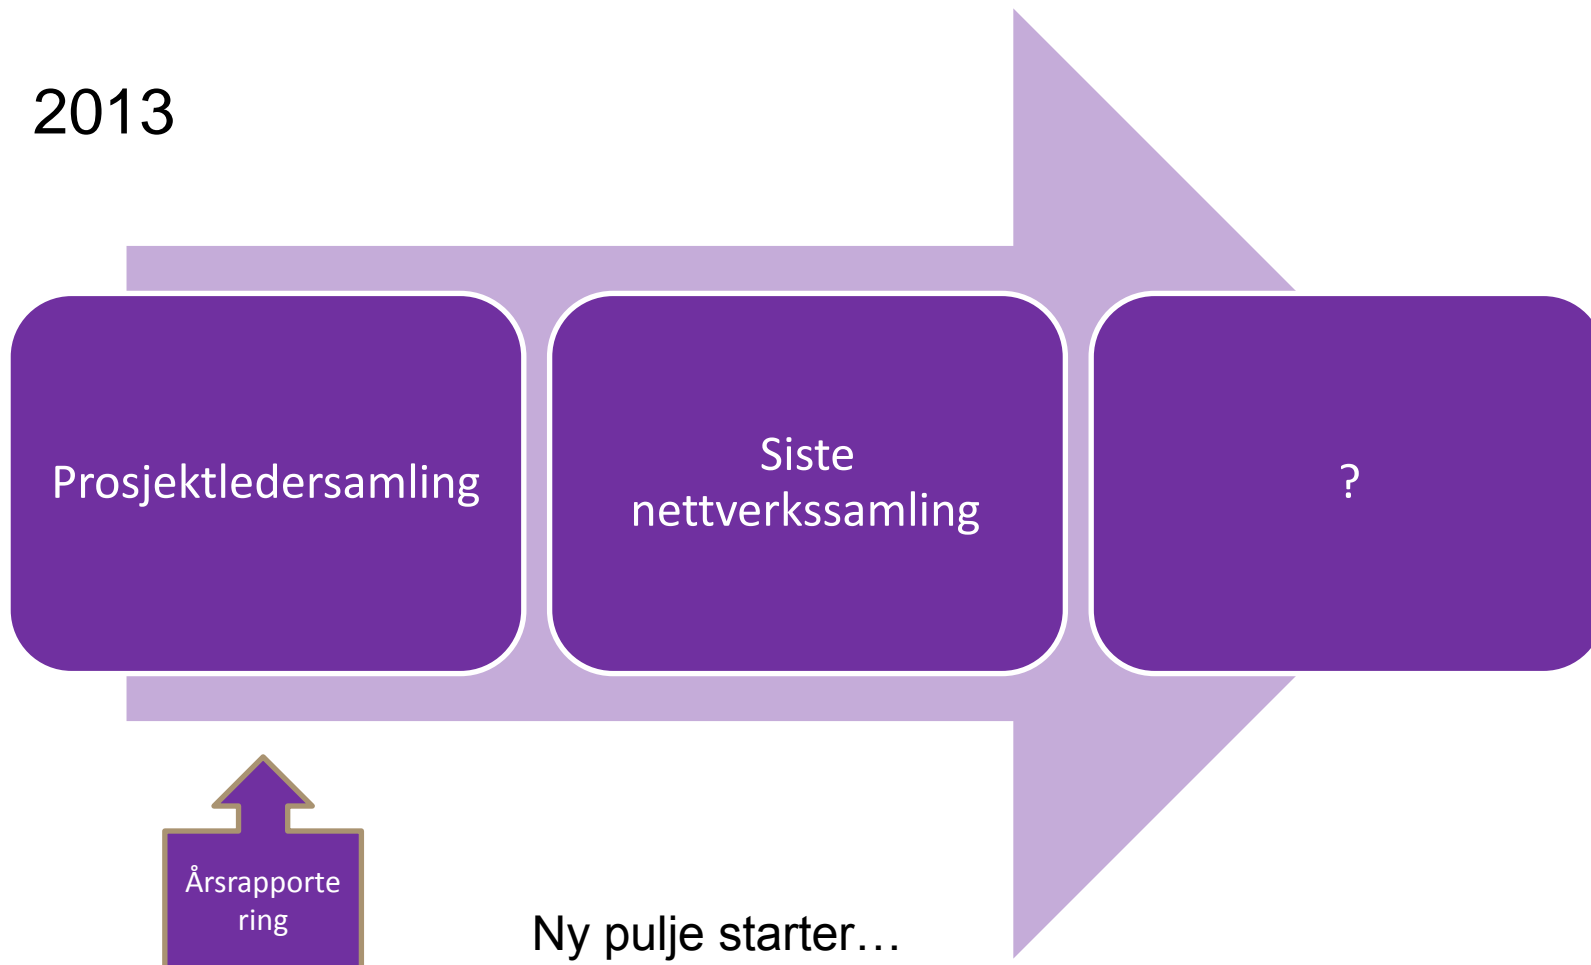 2013
Prosjektledersamling
Siste
nettverkssamling
?
Årsrapporte
ring
Ny pulje starter…